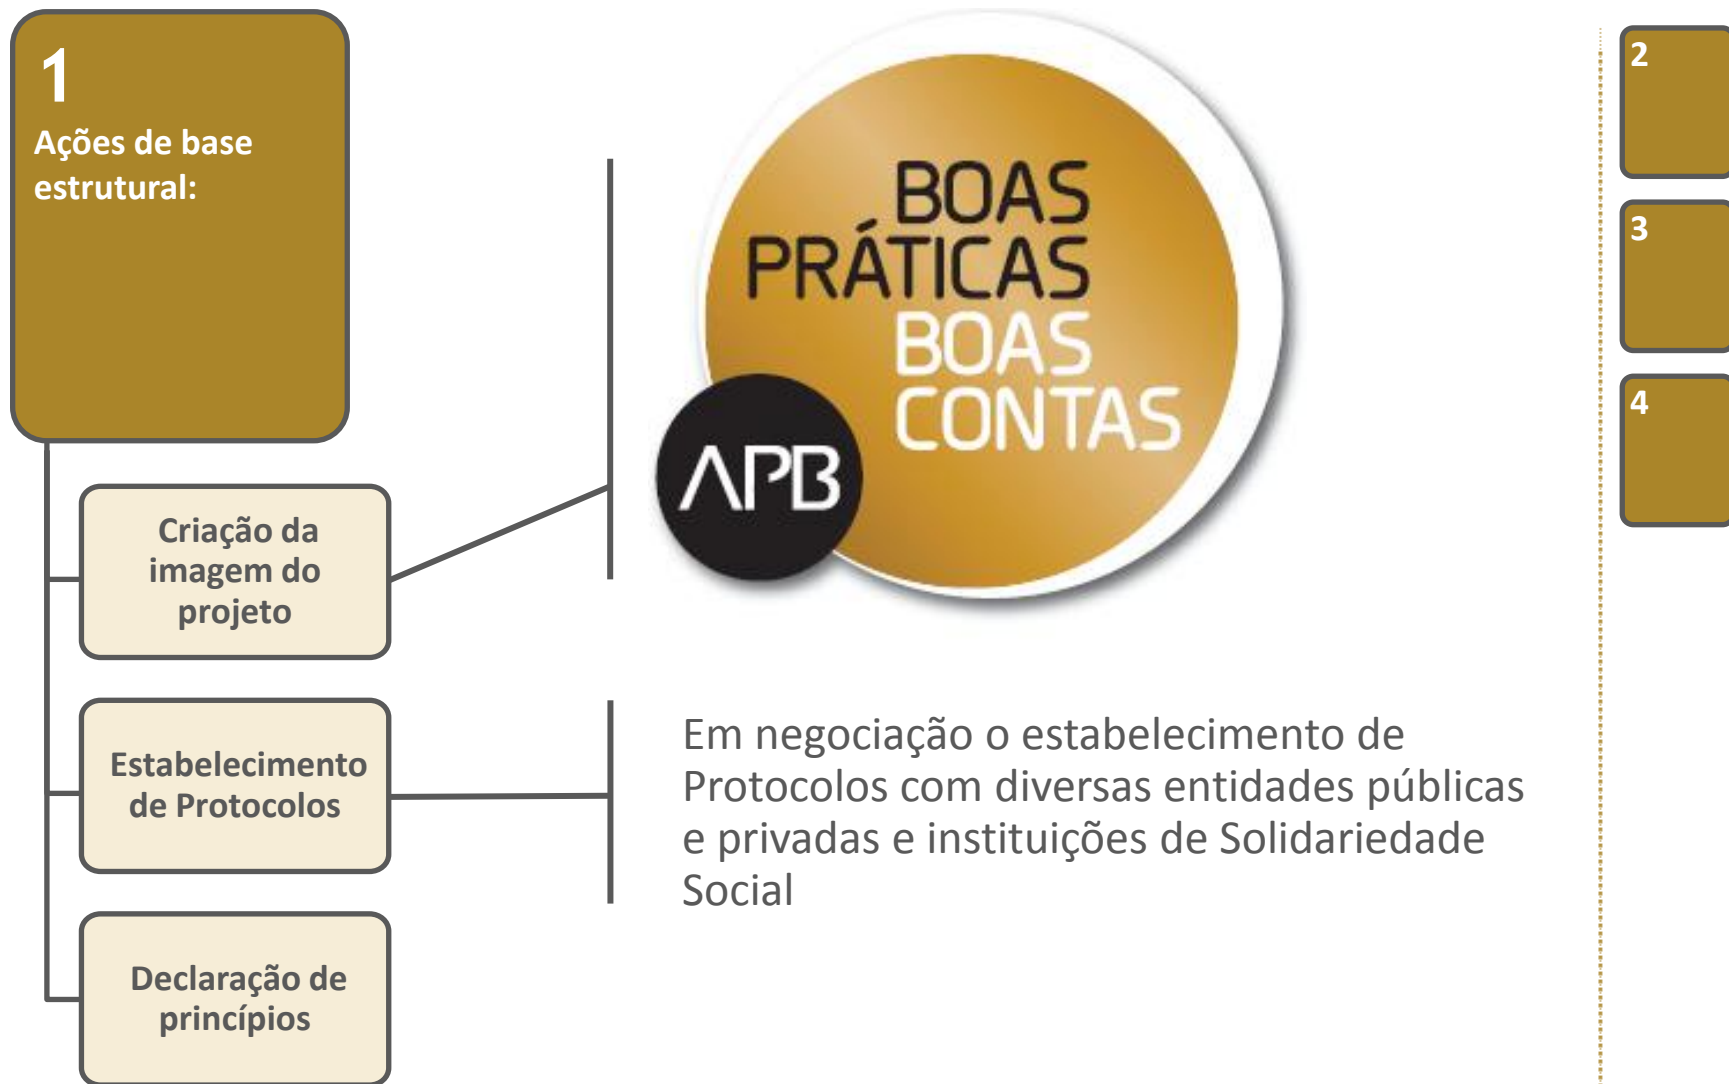 1
Ações de base
estrutural:
BOAS
PRÁTICAS
BOAS
CONTAS
APB
Criação da
imagem do
projeto
Estabelecimento
de Protocolos
Em negociação o estabelecimento de
Protocolos com diversas entidades públicas
e privadas e instituições de Solidariedade
Social
Declaração de
princípios
2
3
4